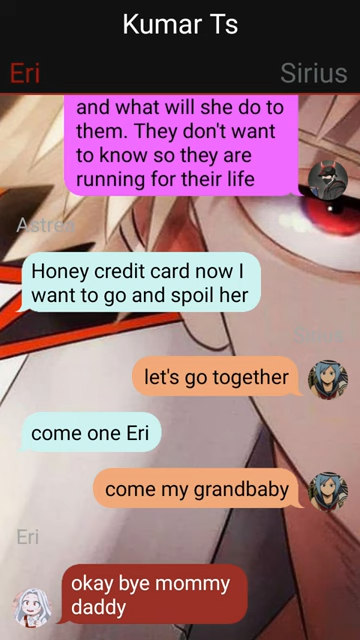 Kumar Ts
Eri
Sirius
and what will she do to
them. They don't want
to know so they are
running for their life
Astrea
Honey credit card now I
want to go and spoil her
let's go together
come one Eri
come my grandbaby
Eri
okay bye mommy
daddy